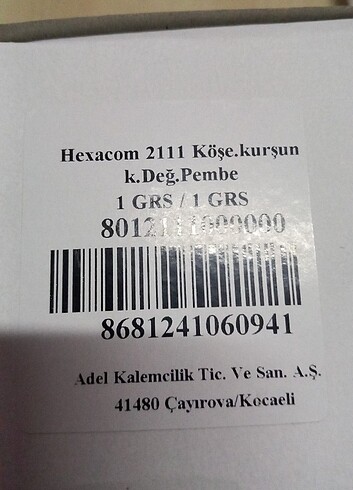 Hexacom 2111 Köşe.kurşun
k.Değ.Pembe
1 GRS / 1 GRS
8012111000000
8681241060941
Adel Kalemcilik Tic. Ve San. A.Ş.
41480 Çayırova/Kocaeli